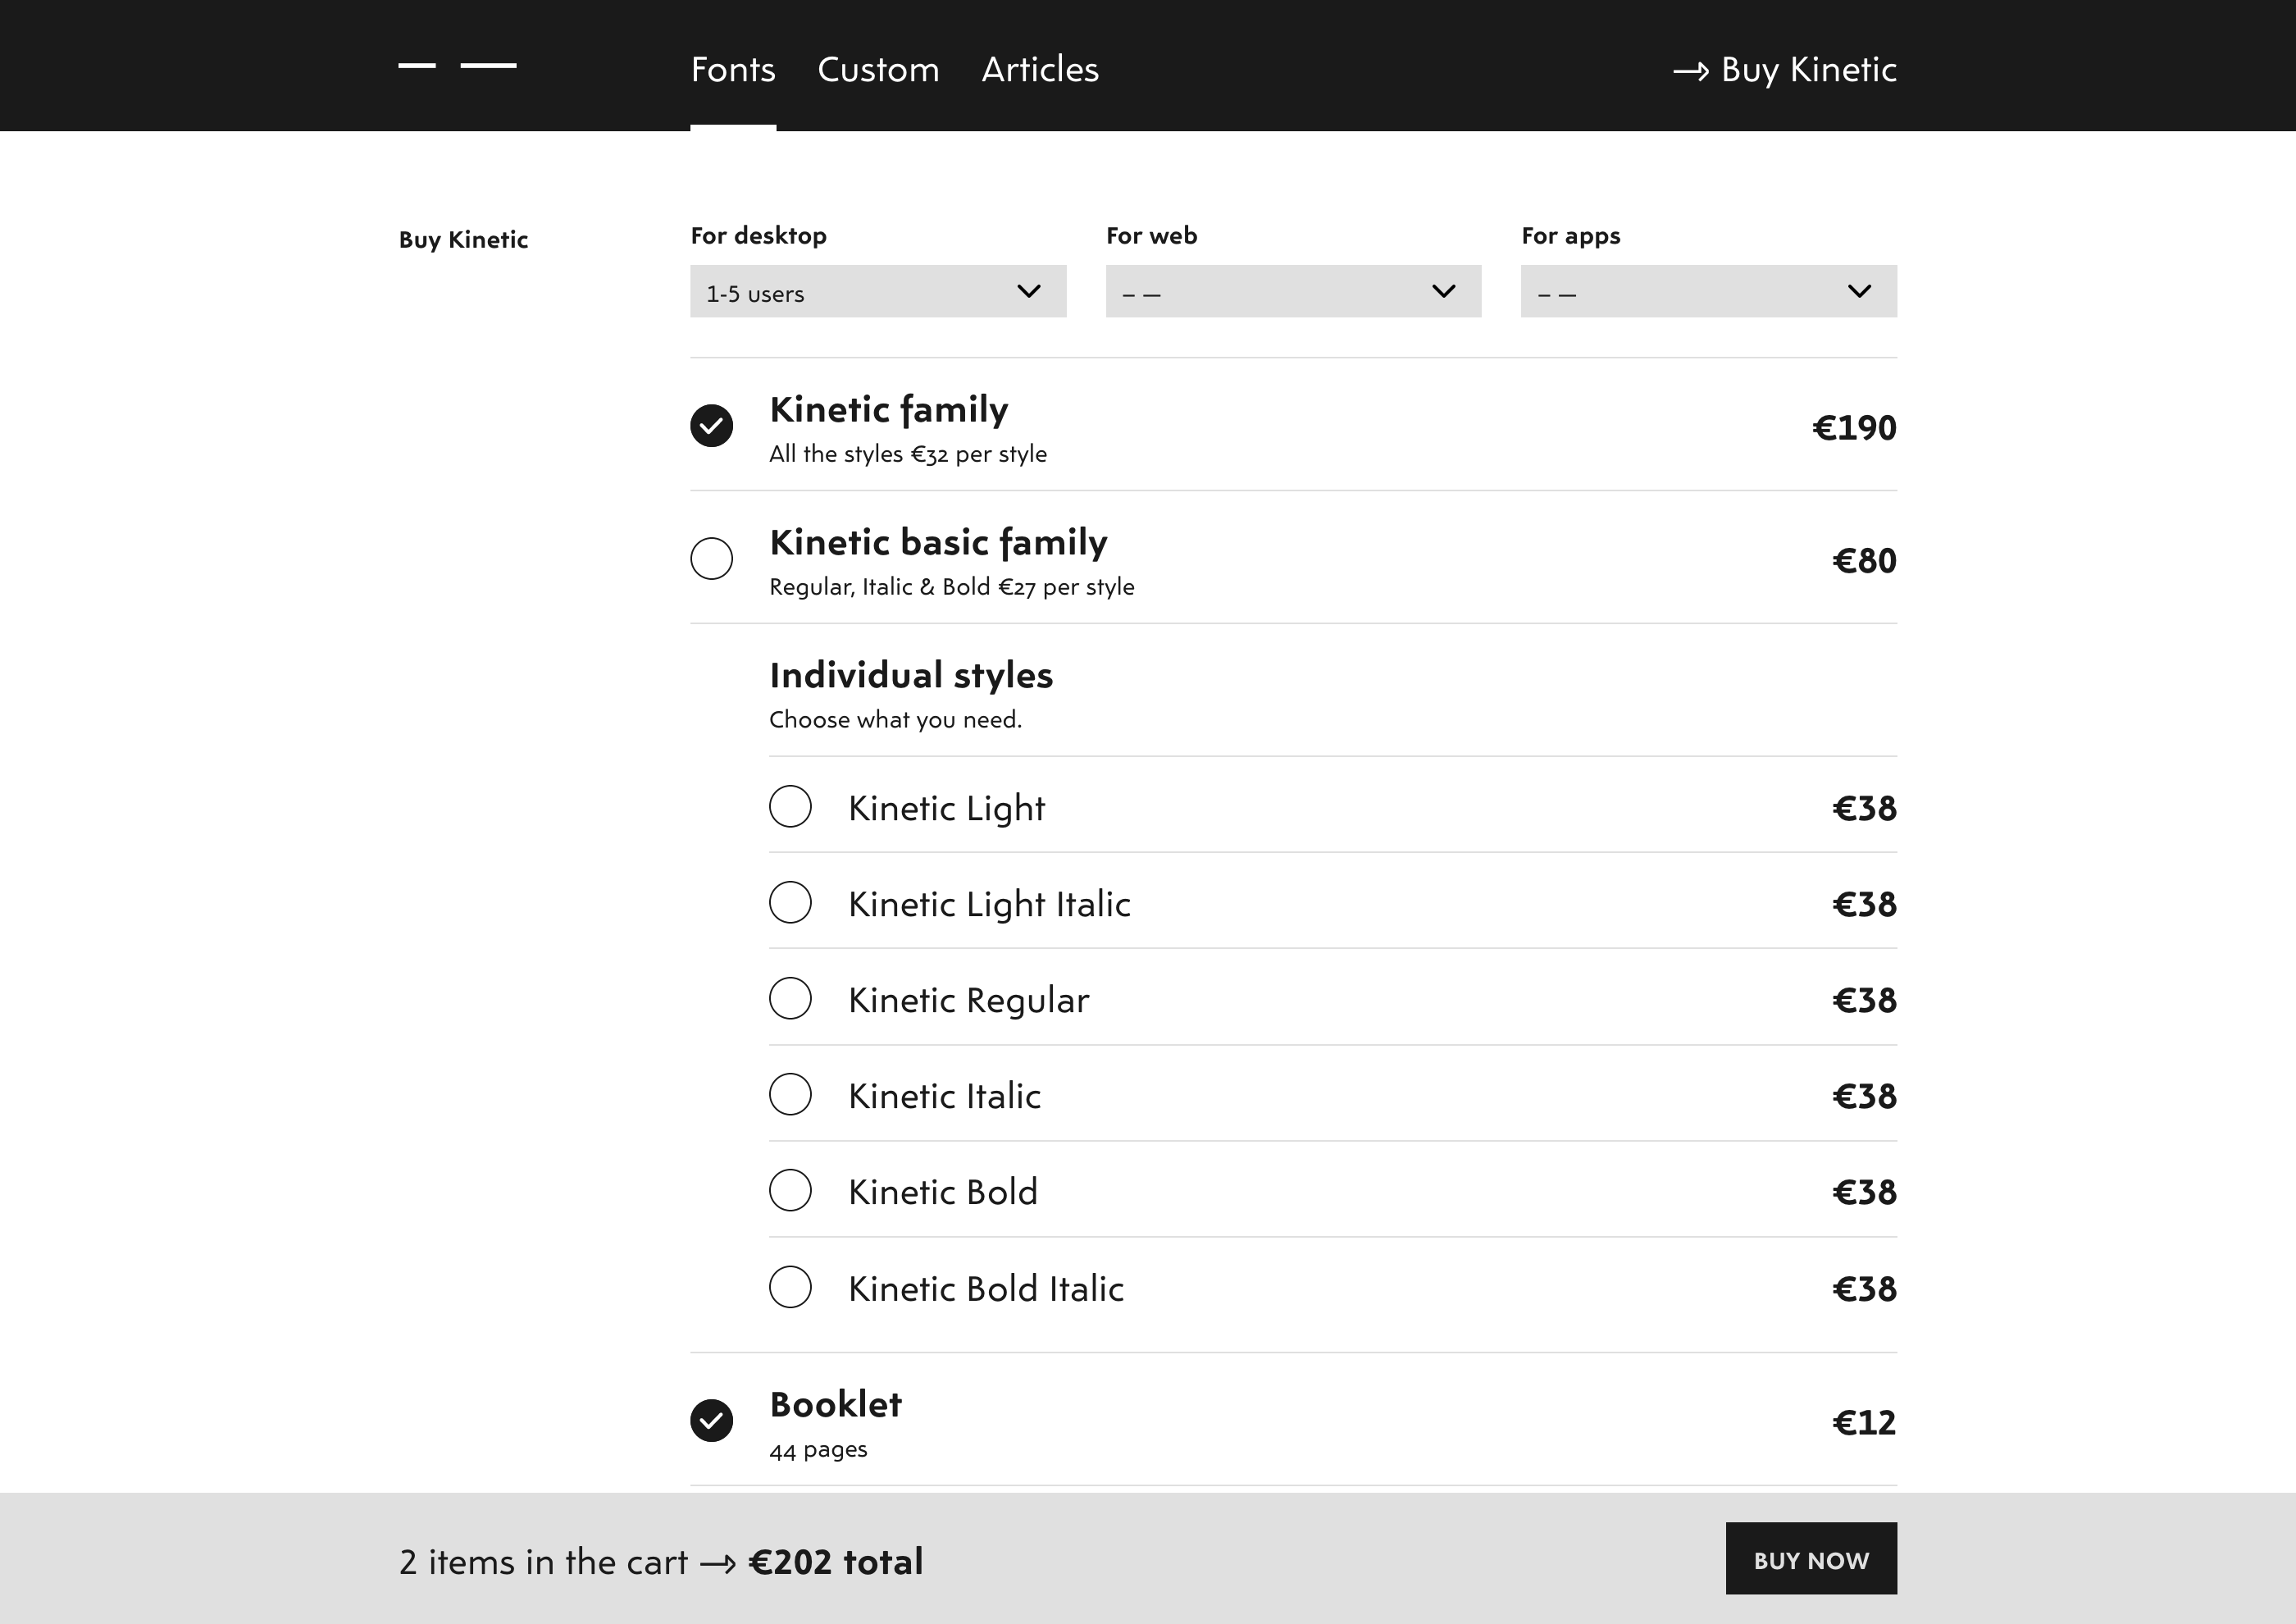 Fonts Custom Articles → Buy Kinetic
Buy Kinetic
For desktop For web For apps
1-5 users – — – —
Kinetic family €190
All the styles €32 per style
Kinetic basic family €80
Regular, Italic & Bold €27 per style
Individual styles
Choose what you need.
Kinetic Light €38
Kinetic Light Italic €38
Kinetic Regular €38
Kinetic Italic €38
Kinetic Bold €38
Kinetic Bold Italic €38
Booklet €12
44 pages
2 items in the cart → €202 total BUY NOW